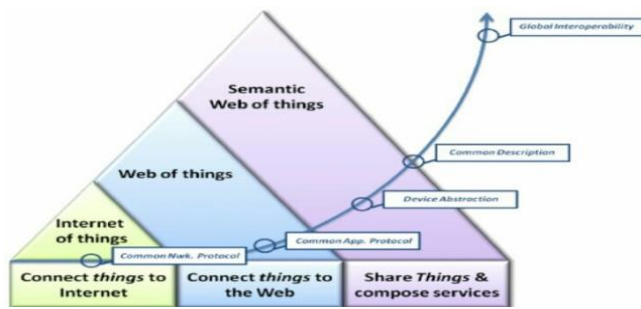 Global Interoperability
Semantic
Web of things
Common Description
Web of things
Device Abstraction
Internet
of things
Common App. Protocol
Common Nwk. Protocol
Connect things to
Internet
Connect things to
the Web
Share Things &
compose services